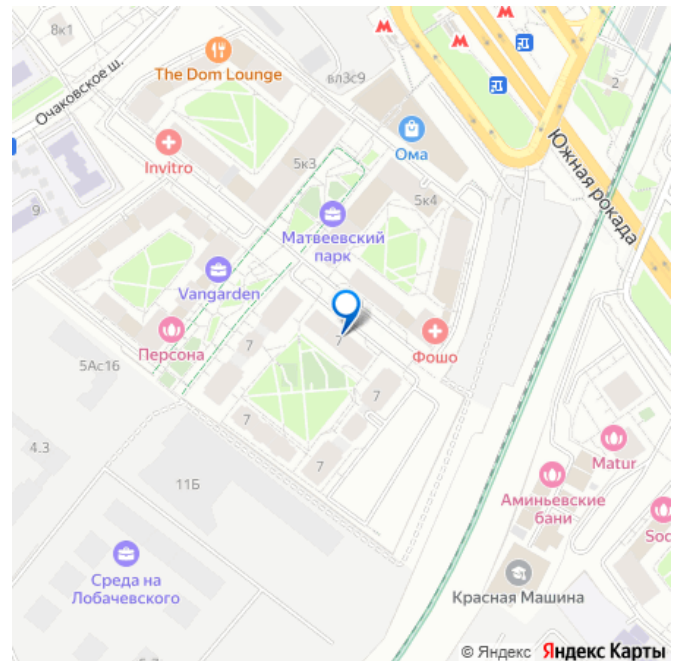 8к1
Очаковское ш.
The Dom Lounge
вл3с9
2
Invitro
5к3
Ома
Южная рокада
9
5к4
Матвеевский
парк
Vangarden
Персона
7
7
Фошо
5Ас16
7
7
7
4.3
11Б
Matur
Аминьевские
бани
Soc
Среда на
Лобачевского
Красная Машина
© Яндекс Яндекс Карты